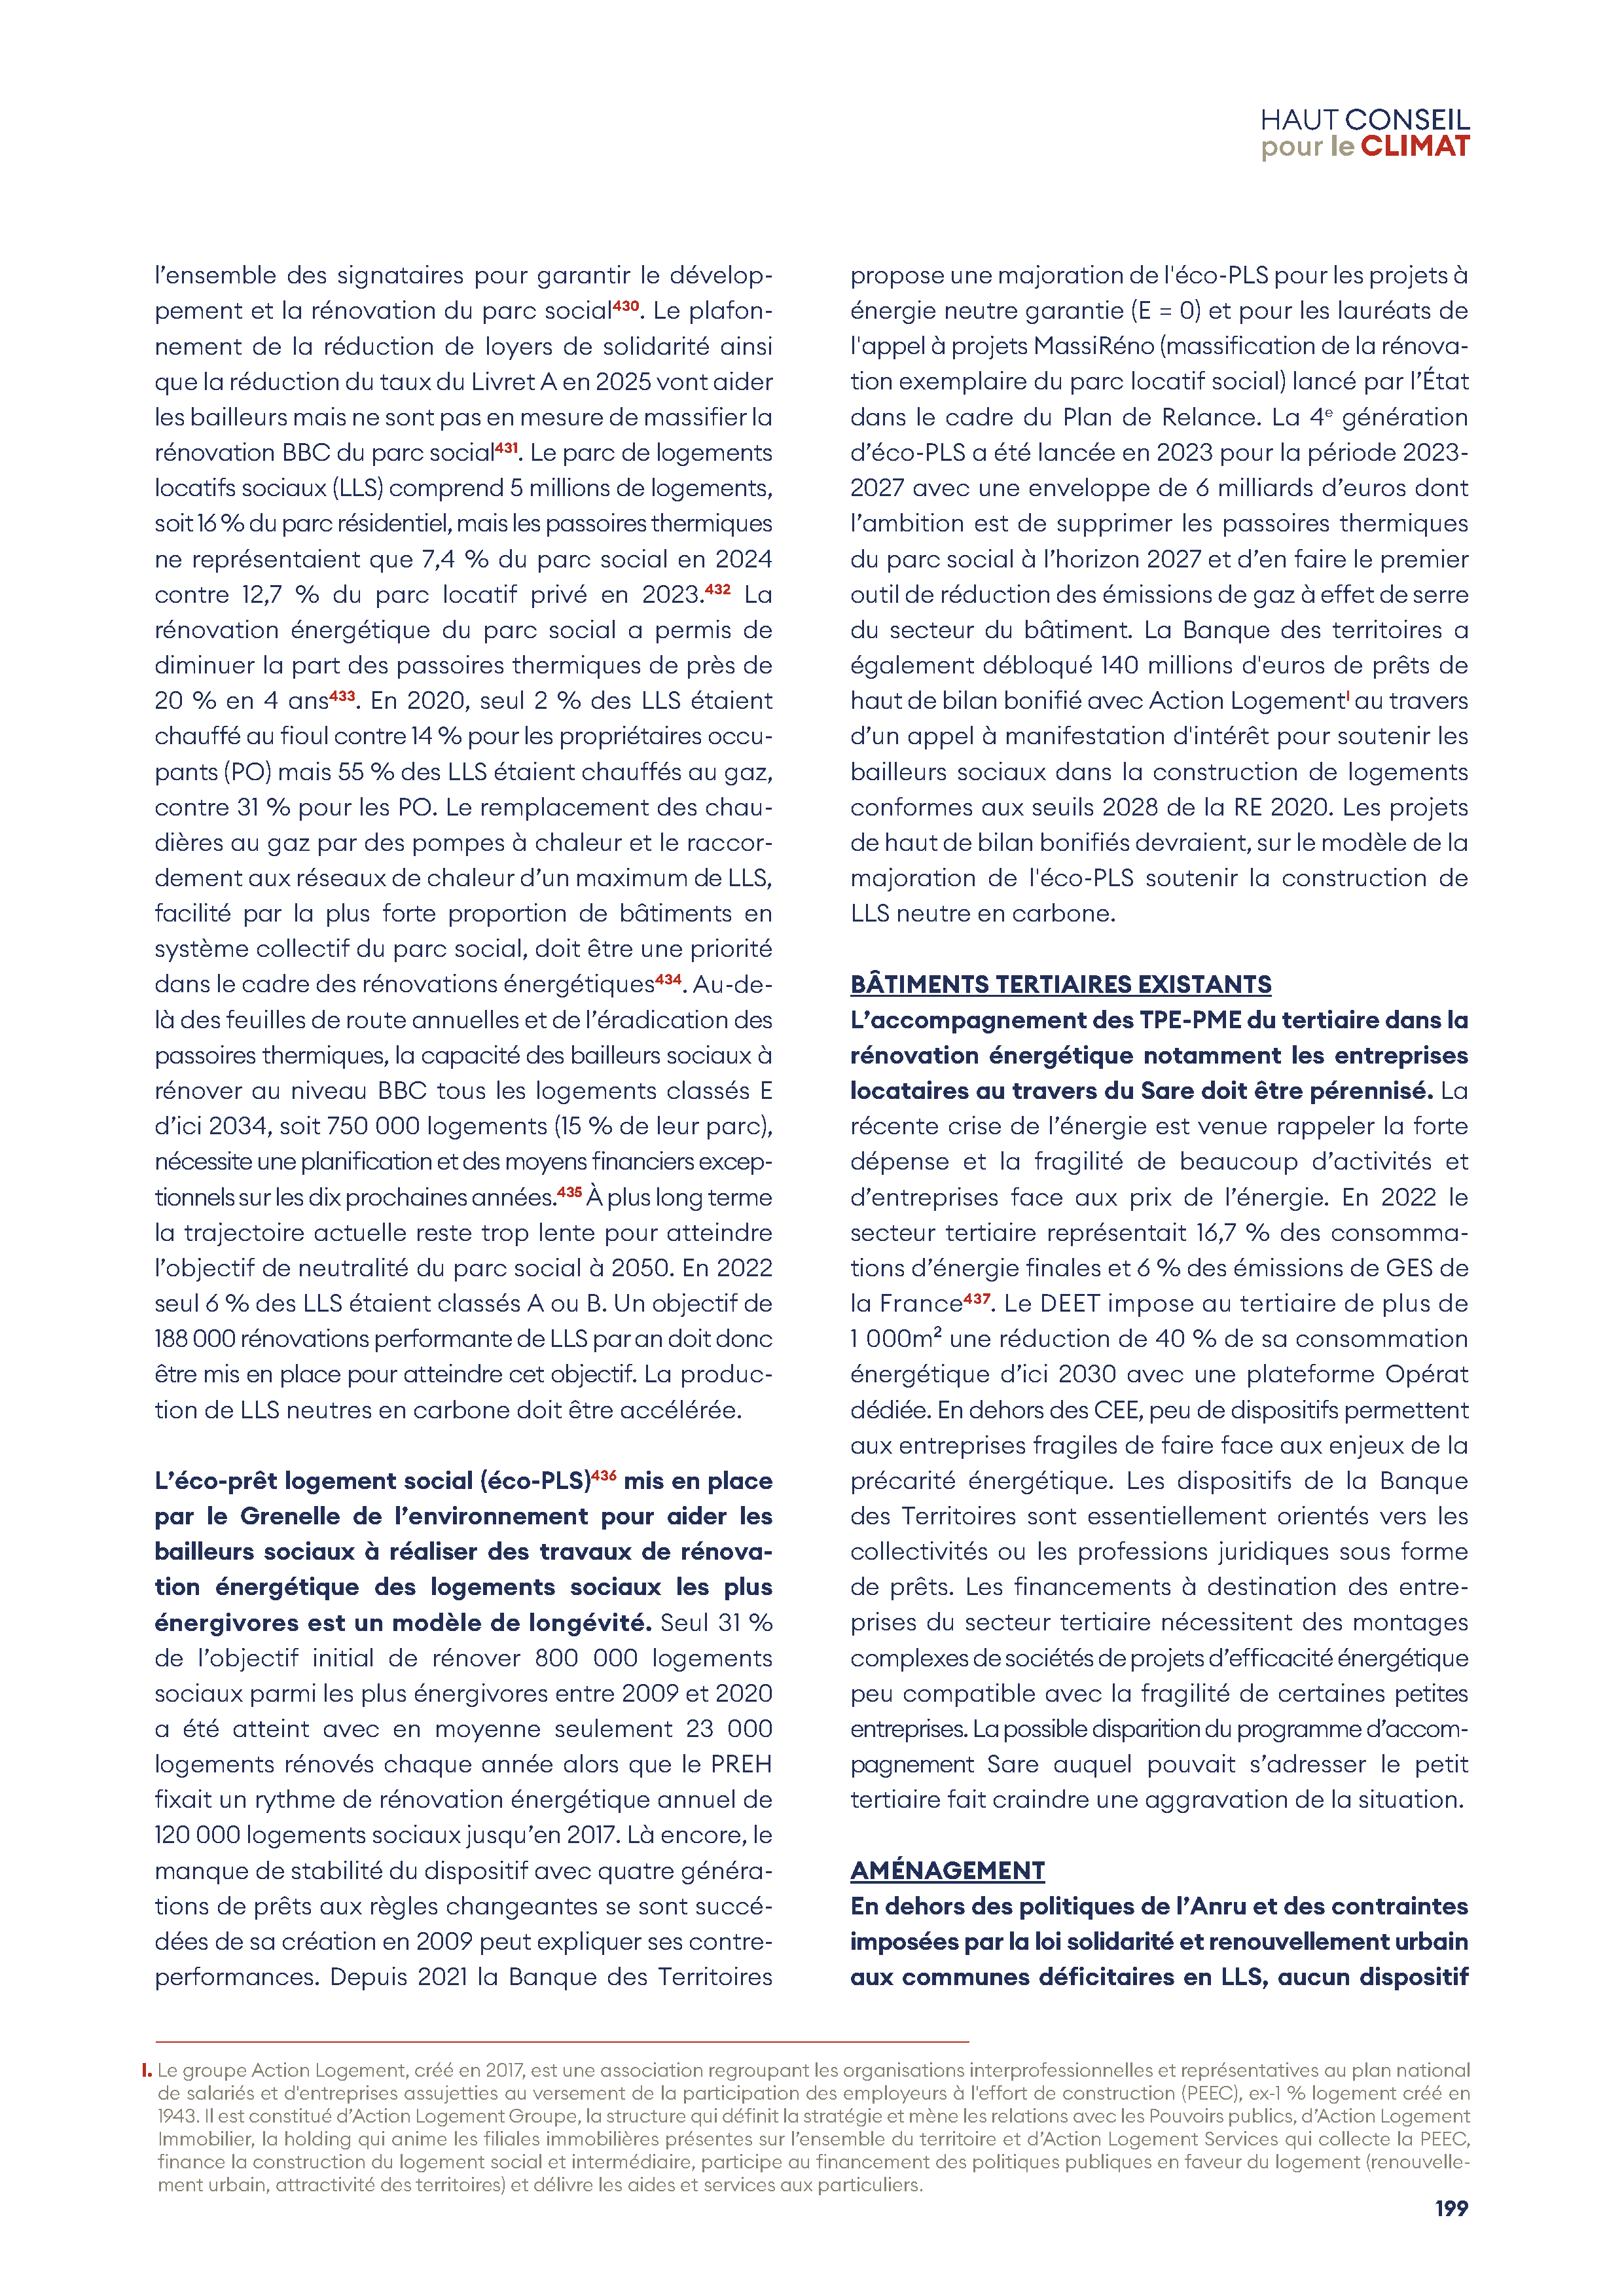 HAUT CONSEIL
pour le CLIMAT
l’ensemble des signataires pour garantir le dévelop-
pement et la rénovation du parc social430. Le plafon-
nement de la réduction de loyers de solidarité ainsi
que la réduction du taux du Livret A en 2025 vont aider
les bailleurs mais ne sont pas en mesure de massifier la
rénovation BBC du parc social431. Le parc de logements
locatifs sociaux (LLS) comprend 5 millions de logements,
soit 16 % du parc résidentiel, mais les passoires thermiques
ne représentaient que 7,4 % du parc social en 2024
contre 12,7 % du parc locatif privé en 2023.432 La
rénovation énergétique du parc social a permis de
diminuer la part des passoires thermiques de près de
20 % en 4 ans433. En 2020, seul 2 % des LLS étaient
chauffé au fioul contre 14 % pour les propriétaires occu-
pants (PO) mais 55 % des LLS étaient chauffés au gaz,
contre 31 % pour les PO. Le remplacement des chau-
dières au gaz par des pompes à chaleur et le raccor-
dement aux réseaux de chaleur d’un maximum de LLS,
facilité par la plus forte proportion de bâtiments en
système collectif du parc social, doit être une priorité
dans le cadre des rénovations énergétiques434. Au-de-
là des feuilles de route annuelles et de l’éradication des
passoires thermiques, la capacité des bailleurs sociaux à
rénover au niveau BBC tous les logements classés E
d’ici 2034, soit 750 000 logements (15 % de leur parc),
nécessite une planification et des moyens financiers excep-
tionnels sur les dix prochaines années.435 À plus long terme
la trajectoire actuelle reste trop lente pour atteindre
l’objectif de neutralité du parc social à 2050. En 2022
seul 6 % des LLS étaient classés A ou B. Un objectif de
188 000 rénovations performante de LLS par an doit donc
être mis en place pour atteindre cet objectif. La produc-
tion de LLS neutres en carbone doit être accélérée.
L’éco-prêt logement social (éco-PLS)436 mis en place
par le Grenelle de l’environnement pour aider les
bailleurs sociaux à réaliser des travaux de rénova-
tion énergétique des logements sociaux les plus
énergivores est un modèle de longévité. Seul 31 %
de l’objectif initial de rénover 800 000 logements
sociaux parmi les plus énergivores entre 2009 et 2020
a été atteint avec en moyenne seulement 23 000
logements rénovés chaque année alors que le PREH
fixait un rythme de rénovation énergétique annuel de
120 000 logements sociaux jusqu’en 2017. Là encore, le
manque de stabilité du dispositif avec quatre généra-
tions de prêts aux règles changeantes se sont succé-
dées de sa création en 2009 peut expliquer ses contre-
performances. Depuis 2021 la Banque des Territoires
propose une majoration de l'éco-PLS pour les projets à
énergie neutre garantie (E = 0) et pour les lauréats de
l'appel à projets MassiRéno (massification de la rénova-
tion exemplaire du parc locatif social) lancé par l’État
dans le cadre du Plan de Relance. La 4e génération
d’éco-PLS a été lancée en 2023 pour la période 2023-
2027 avec une enveloppe de 6 milliards d’euros dont
l’ambition est de supprimer les passoires thermiques
du parc social à l’horizon 2027 et d’en faire le premier
outil de réduction des émissions de gaz à effet de serre
du secteur du bâtiment. La Banque des territoires a
également débloqué 140 millions d'euros de prêts de
haut de bilan bonifié avec Action LogementI au travers
d’un appel à manifestation d'intérêt pour soutenir les
bailleurs sociaux dans la construction de logements
conformes aux seuils 2028 de la RE 2020. Les projets
de haut de bilan bonifiés devraient, sur le modèle de la
majoration de l'éco-PLS soutenir la construction de
LLS neutre en carbone.
BÂTIMENTS TERTIAIRES EXISTANTS
L’accompagnement des TPE-PME du tertiaire dans la
rénovation énergétique notamment les entreprises
locataires au travers du Sare doit être pérennisé. La
récente crise de l’énergie est venue rappeler la forte
dépense et la fragilité de beaucoup d’activités et
d’entreprises face aux prix de l’énergie. En 2022 le
secteur tertiaire représentait 16,7 % des consomma-
tions d’énergie finales et 6 % des émissions de GES de
la France437. Le DEET impose au tertiaire de plus de
1 000m² une réduction de 40 % de sa consommation
énergétique d’ici 2030 avec une plateforme Opérat
dédiée. En dehors des CEE, peu de dispositifs permettent
aux entreprises fragiles de faire face aux enjeux de la
précarité énergétique. Les dispositifs de la Banque
des Territoires sont essentiellement orientés vers les
collectivités ou les professions juridiques sous forme
de prêts. Les financements à destination des entre-
prises du secteur tertiaire nécessitent des montages
complexes de sociétés de projets d’efficacité énergétique
peu compatible avec la fragilité de certaines petites
entreprises. La possible disparition du programme d’accom-
pagnement Sare auquel pouvait s’adresser le petit
tertiaire fait craindre une aggravation de la situation.
AMÉNAGEMENT
En dehors des politiques de l’Anru et des contraintes
imposées par la loi solidarité et renouvellement urbain
aux communes déficitaires en LLS, aucun dispositif
I. Le groupe Action Logement, créé en 2017, est une association regroupant les organisations interprofessionnelles et représentatives au plan national
de salariés et d'entreprises assujetties au versement de la participation des employeurs à l'effort de construction (PEEC), ex-1 % logement créé en
1943. Il est constitué d’Action Logement Groupe, la structure qui définit la stratégie et mène les relations avec les Pouvoirs publics, d’Action Logement
Immobilier, la holding qui anime les filiales immobilières présentes sur l’ensemble du territoire et d’Action Logement Services qui collecte la PEEC,
finance la construction du logement social et intermédiaire, participe au financement des politiques publiques en faveur du logement (renouvelle-
ment urbain, attractivité des territoires) et délivre les aides et services aux particuliers.
199